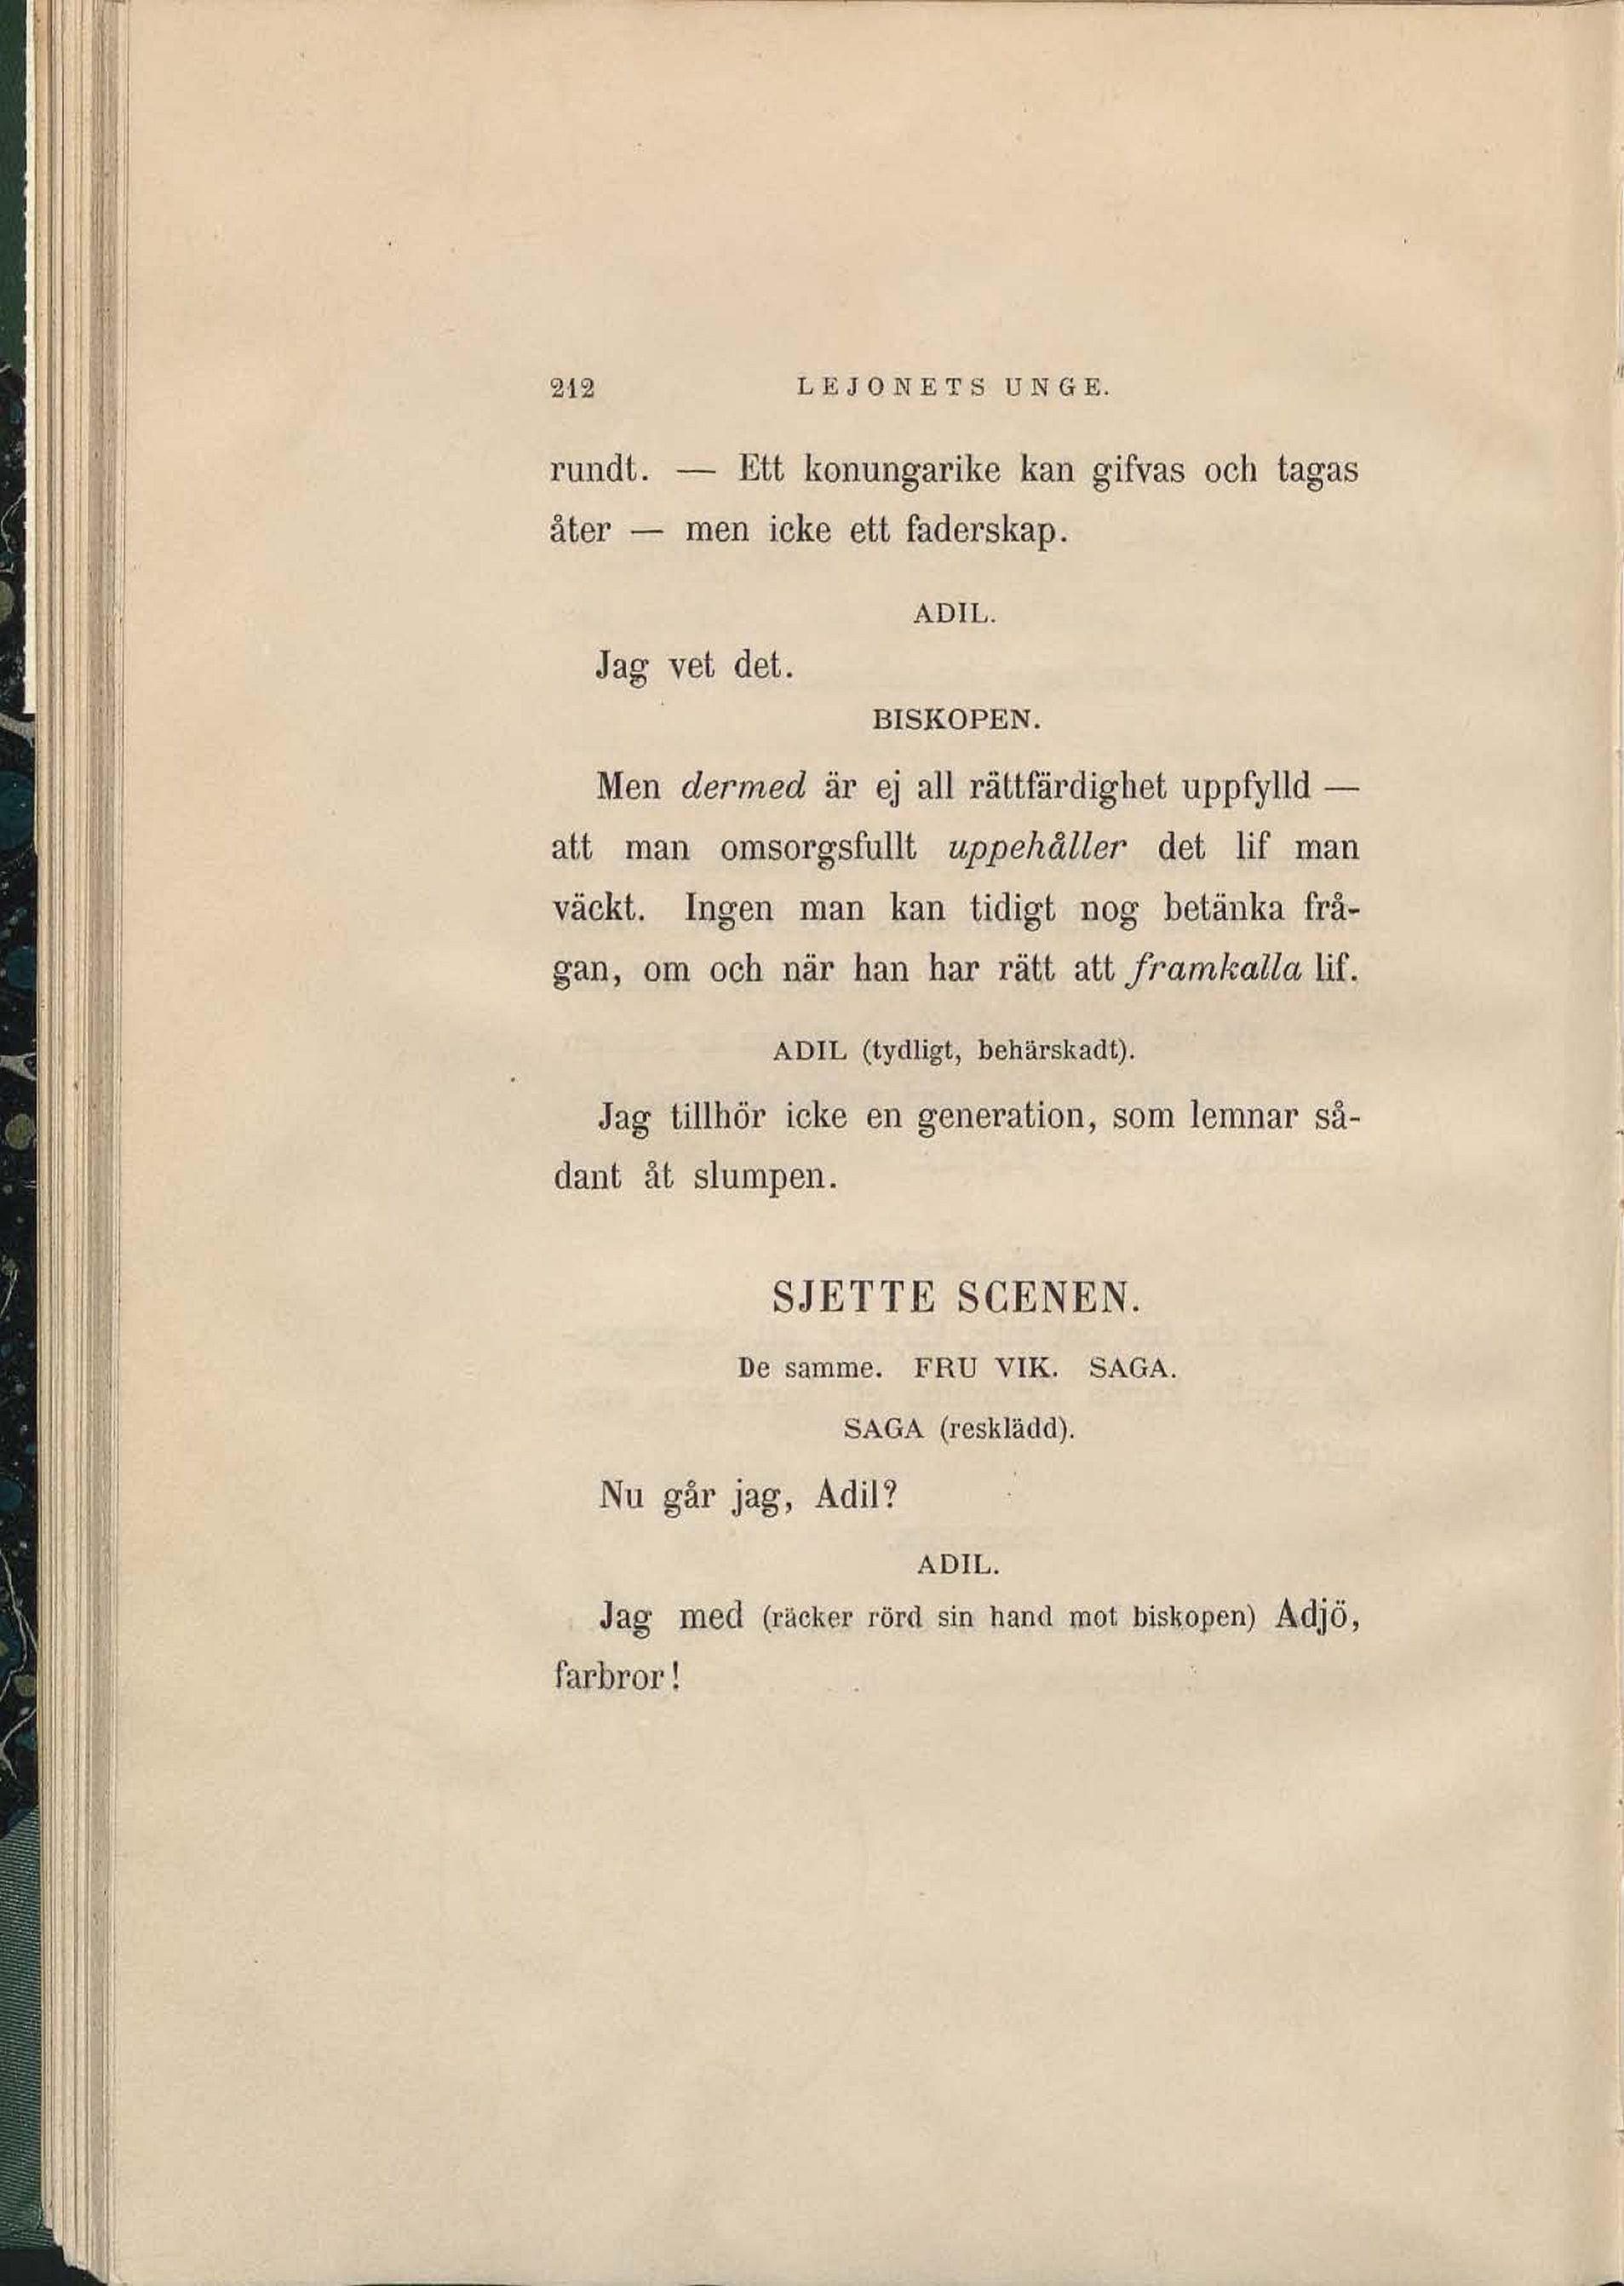 212 LEJONETS UNGE.
rundt. — Ett konungarike kan gifvas och tagas
åter — men icke ett faderskap.
ADIL.
Jag vet det.
BISKOPEN.
Men dermed är ej all rättfärdighet uppfylld —
att man omsorgsfullt uppehåller det lif man
väckt. Ingen man kan tidigt nog betänka frå-
gan, om och när han har rätt att framkalla lif.
ADIL (tydligt, behärskadt).
Jag tillhör icke en generation, som lemnar så-
dant åt slumpen.
SJETTE SCENEN.
De samme. FRU VIK. SAGA.
SAGA (resklädd).
Nu går jag, Adil?
ADIL.
Jag med (räcker rörd sin hand mot biskopen) Adjö,
farbror!